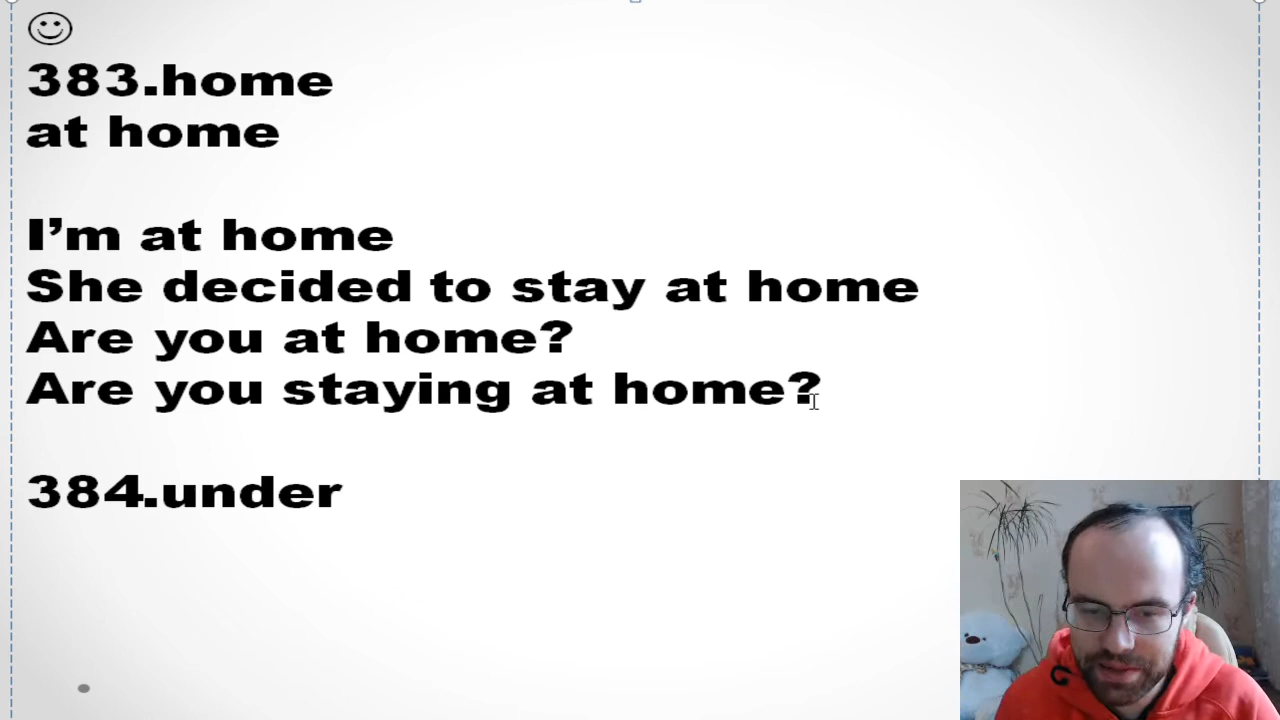 383.home
at home
I’m at home
She decided to stay at home
Are you at home?
Are you staying at home?
384.under